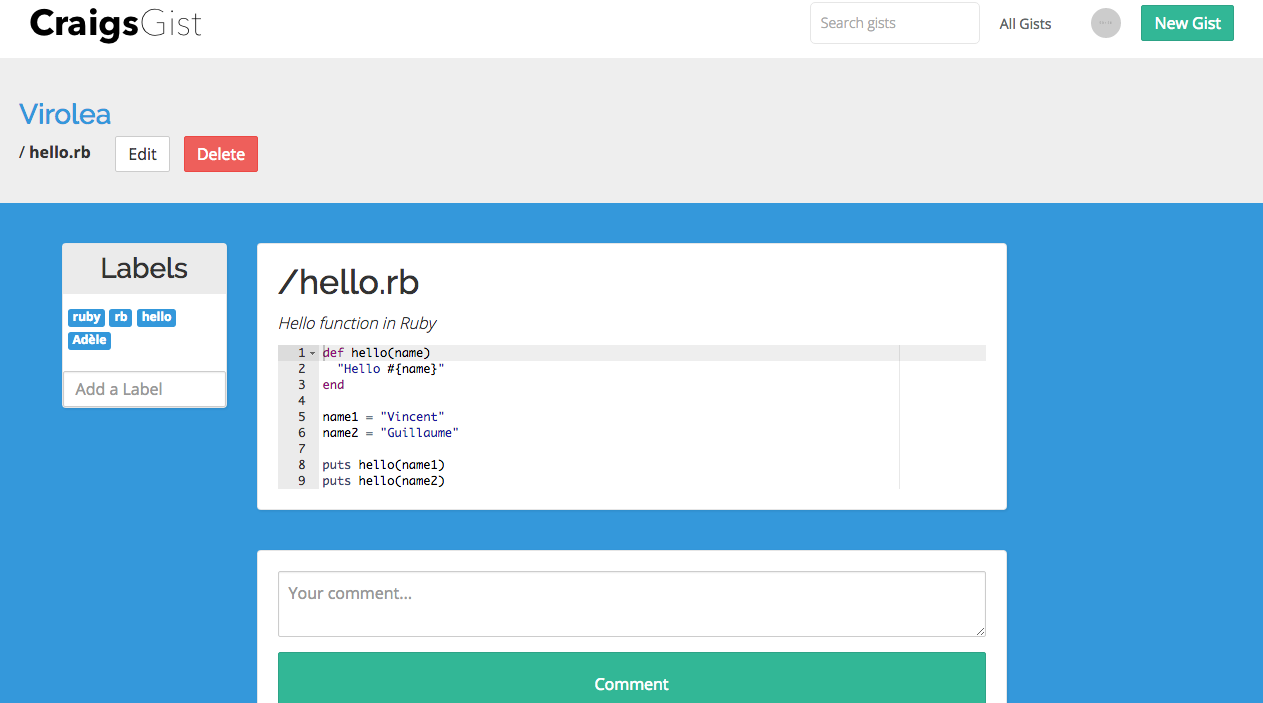 CraigsGist
Search gists
All Gists
New Gist
Virolea
/ hello.rb
Edit
Delete
Labels
ruby rb hello
Adèle
Add a Label
/hello.rb
Hello function in Ruby
1 def hello(name)
2   "Hello #{name}"
3 end
4
5 name1 = "Vincent"
6 name2 = "Guillaume"
7
8 puts hello(name1)
9 puts hello(name2)
Your comment...
Comment